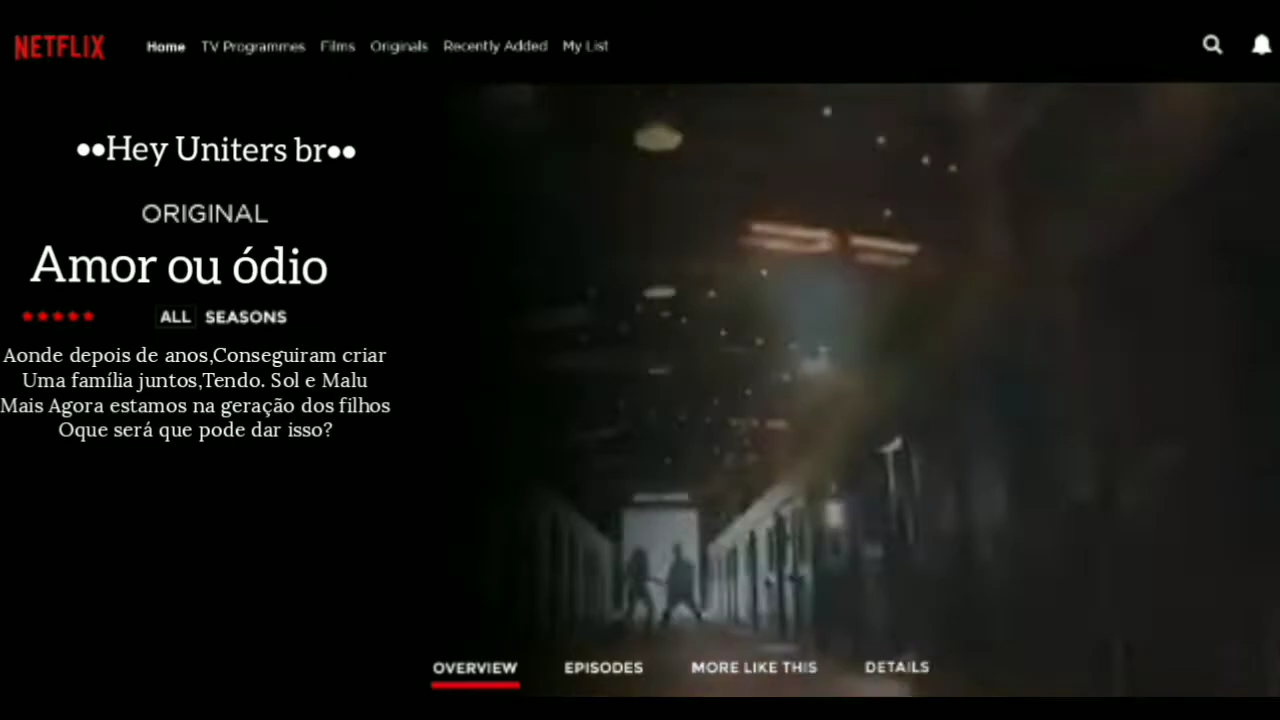 NETFLIX Home TV Programmes Films Originals Recently Added My List
••Hey Uniters br••
ORIGINAL
Amor ou ódio
ALL SEASONS
Aonde depois de anos,Conseguiram criar
Uma família juntos,Tendo. Sol e Malu
Mais Agora estamos na geração dos filhos
Oque será que pode dar isso?
OVERVIEW EPISODES MORE LIKE THIS DETAILS